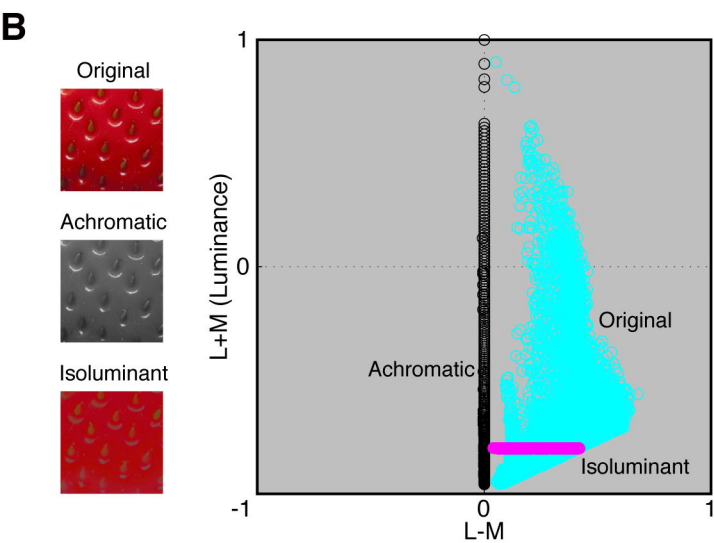 B
Original
Achromatic
Isoluminant
1
0
-1
L+M (Luminance)
Achromatic
Original
Isoluminant
-1
0
1
L-M